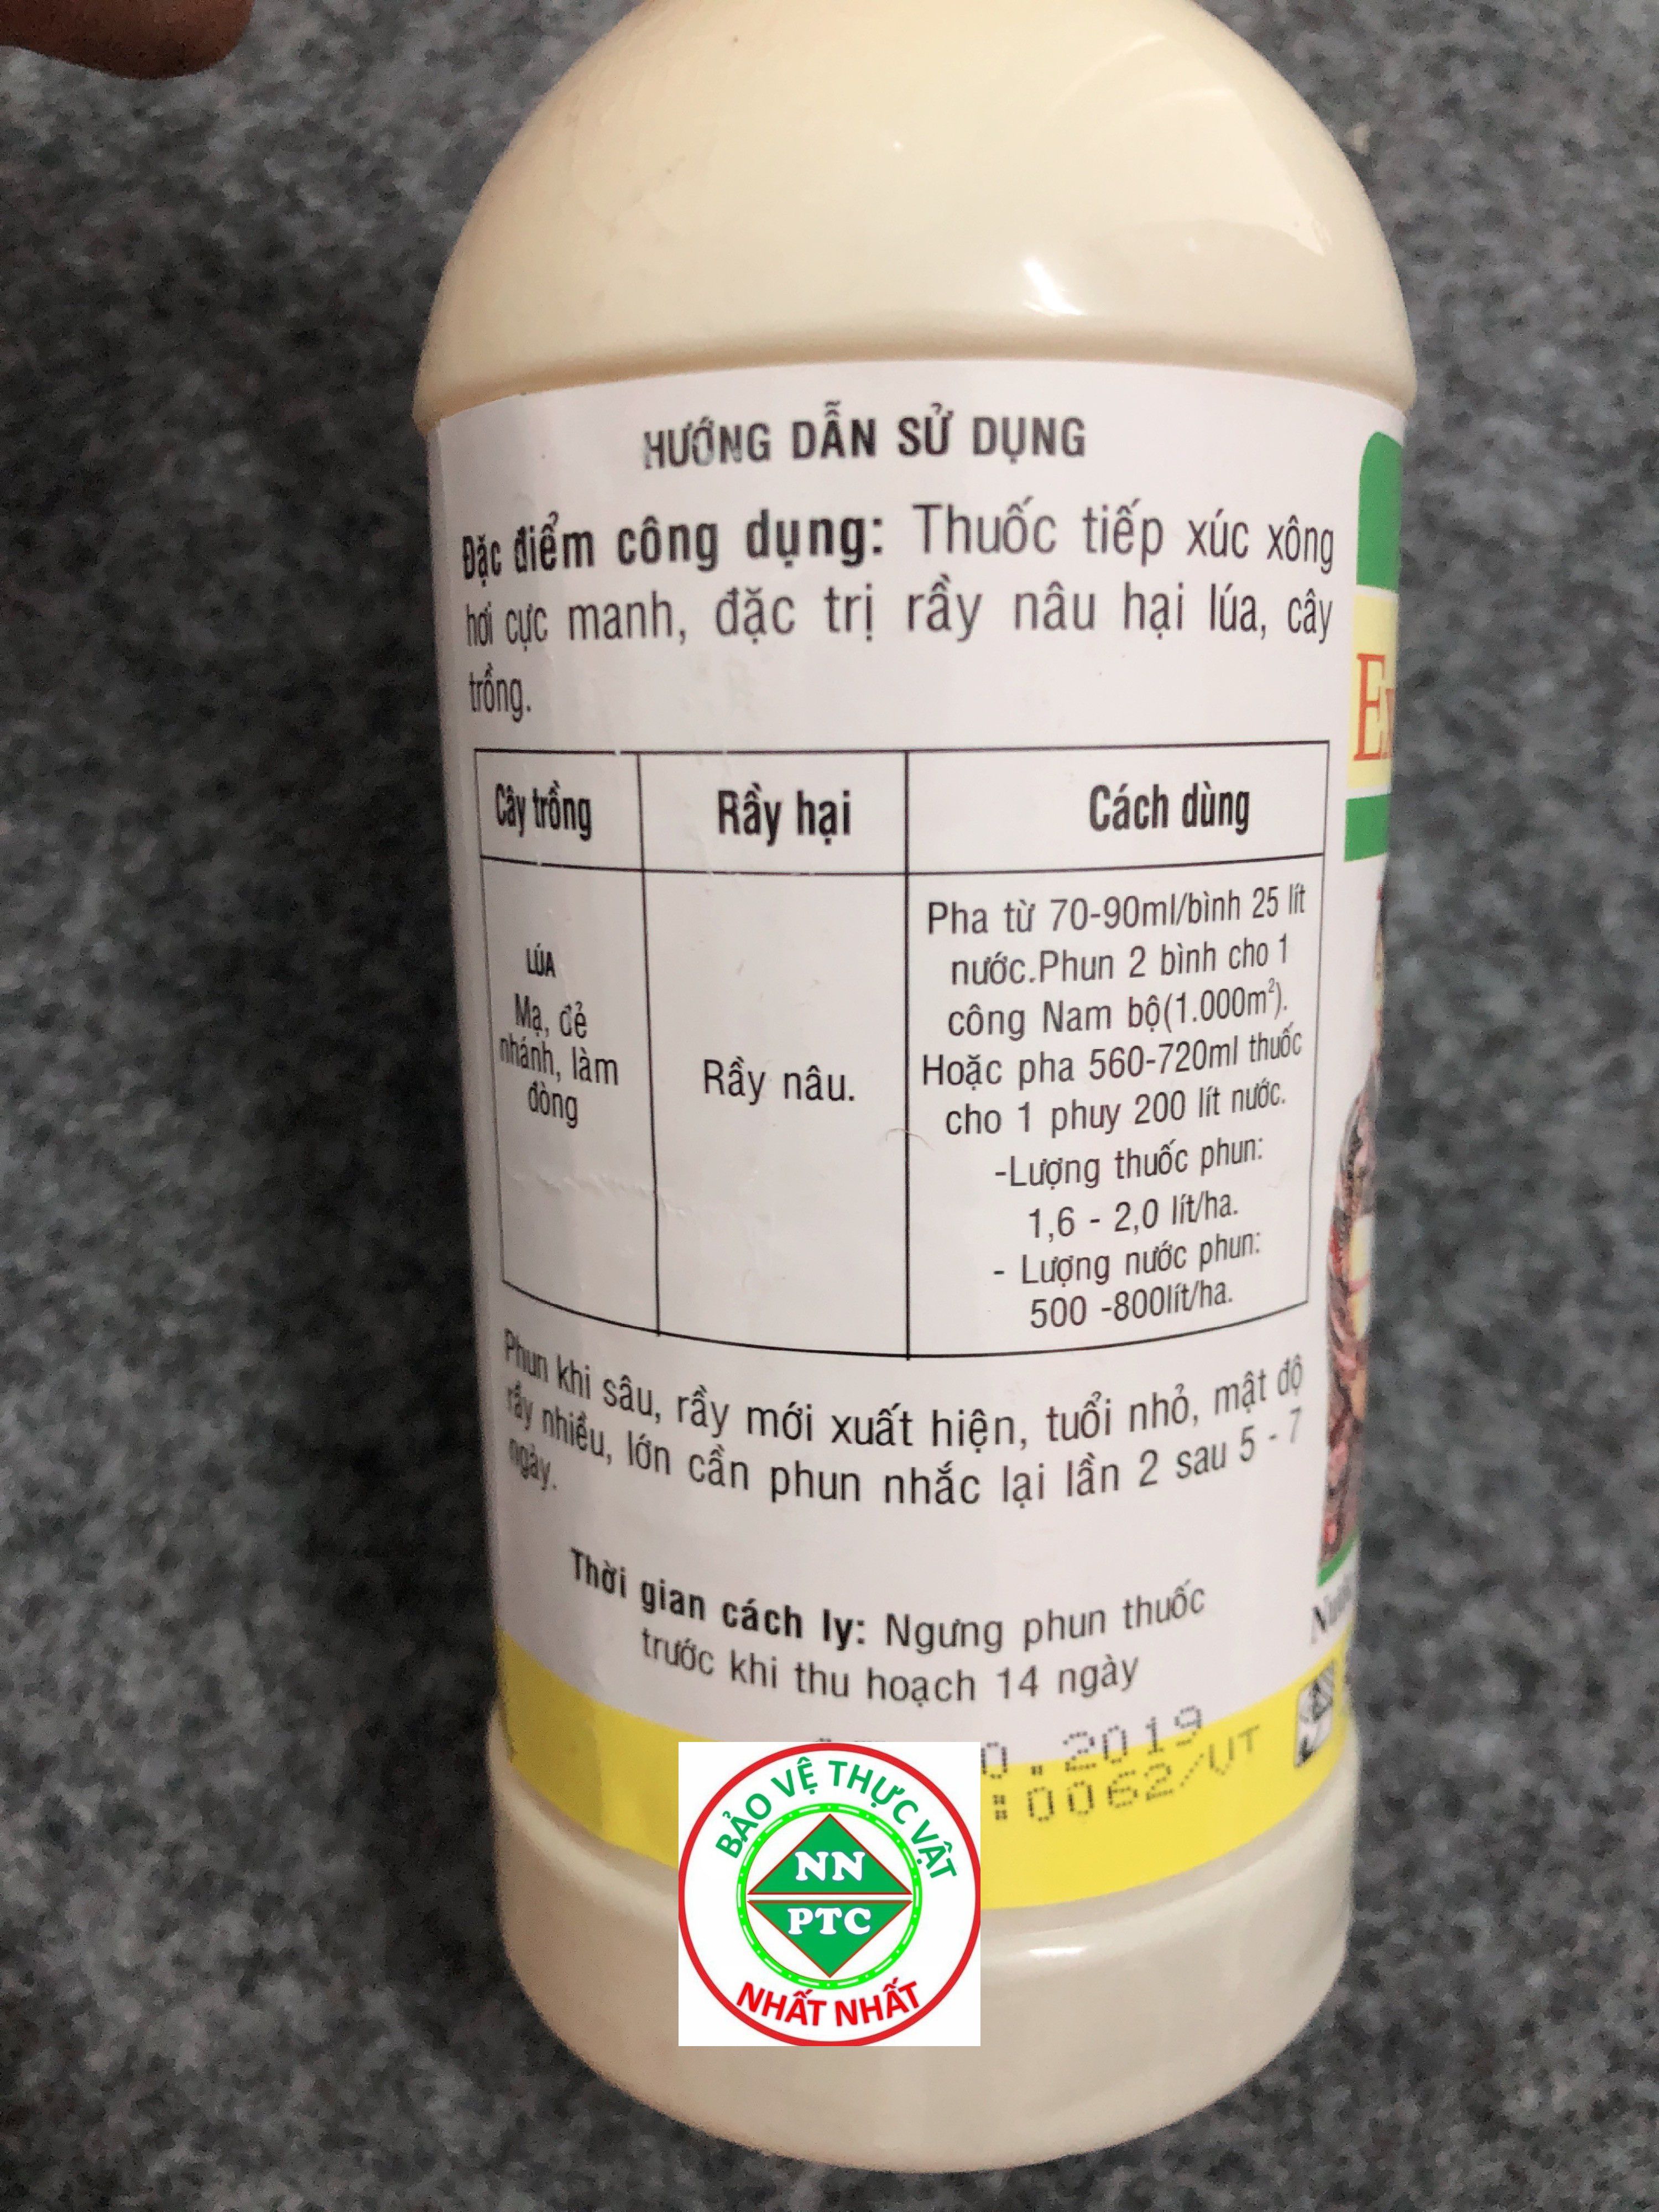 HƯỚNG DẪN SỬ DỤNG
Đặc điểm công dụng: Thuốc tiếp xúc xông
hơi cực manh, đặc trị rầy nâu hại lúa, cây
trồng.
Cây trồng
Rầy hại
Cách dùng
LÚA
Mạ, đẻ
nhánh, làm
đòng
Rầy nâu.
Pha từ 70-90ml/bình 25 lít
nước.Phun 2 bình cho 1
công Nam bộ(1.000m²).
Hoặc pha 560-720ml thuốc
cho 1 phuy 200 lít nước.
-Lượng thuốc phun:
1,6 - 2,0 lít/ha.
- Lượng nước phun:
500 -800lít/ha.
Phun khi sâu, rầy mới xuất hiện, tuổi nhỏ, mật độ
rầy nhiều, lớn cần phun nhắc lại lần 2 sau 5 - 7
ngày.
Thời gian cách ly: Ngưng phun thuốc
trước khi thu hoạch 14 ngày
0.2019
:0062/VT
BẢO VỆ THỰC VẬT
NN
PTC
NHẤT NHẤT